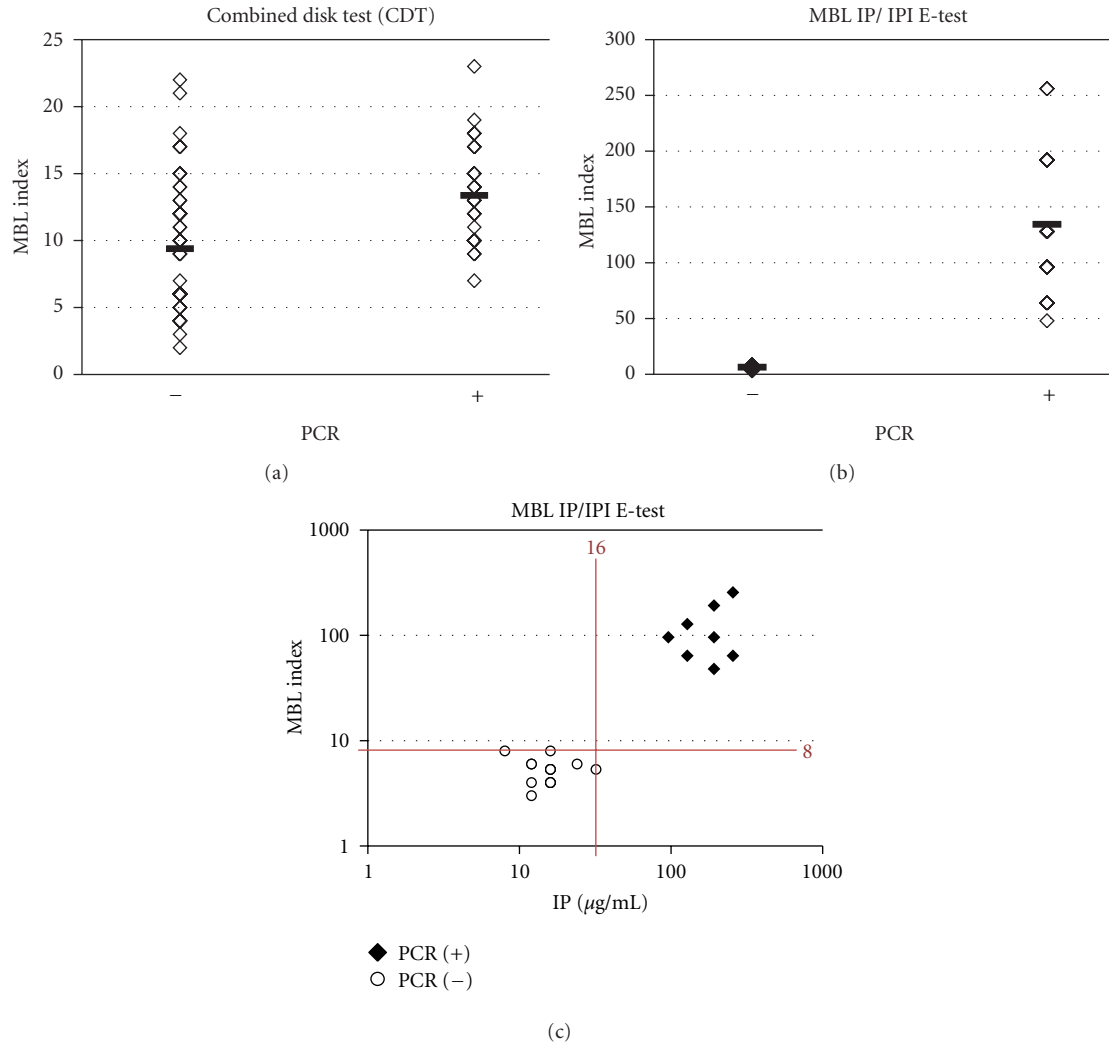 Combined disk test (CDT)
25
20
15
10
5
0
MBL index
−
+
PCR
(a)
MBL IP/ IPI E-test
300
250
200
150
100
50
0
MBL index
−
+
PCR
(b)
MBL IP/IPI E-test
1000
100
10
1
MBL index
16
8
1
10
100
1000
IP (μg/mL)
PCR (+)
PCR (−)
(c)